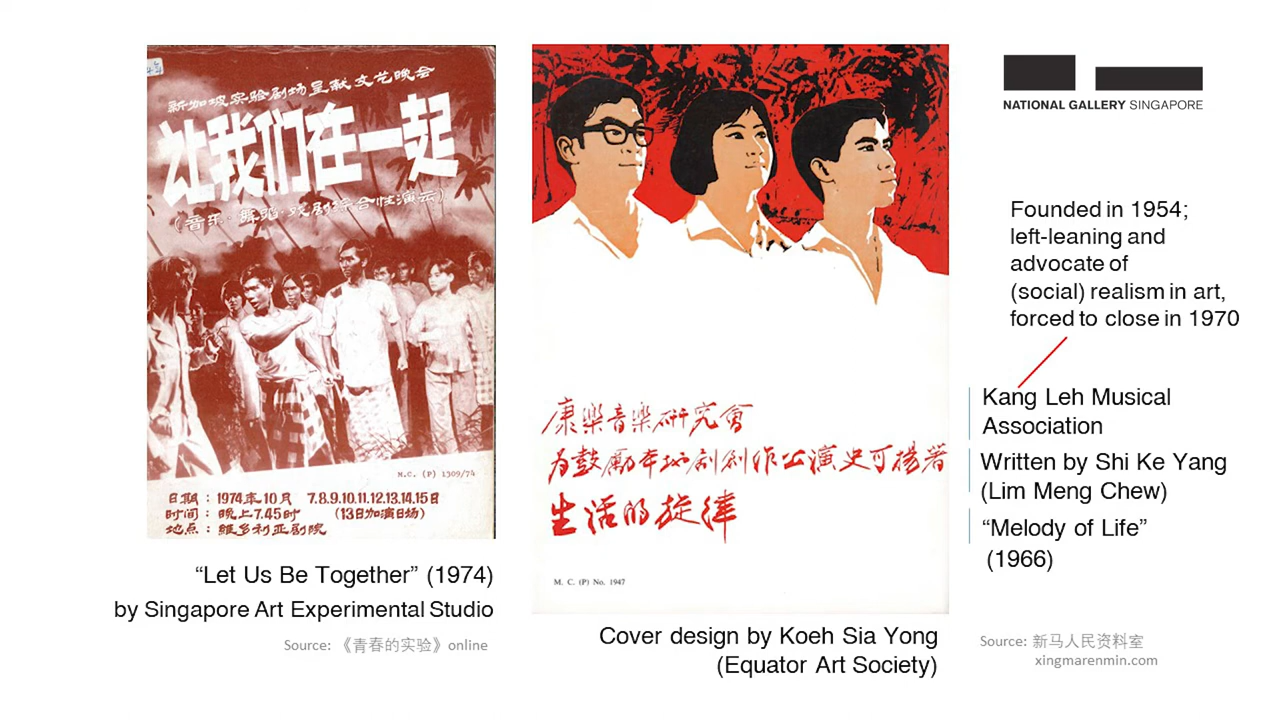 新加坡实验剧场呈献文艺晚会
让我们在一起
(音乐·舞蹈·戏剧综合性演云)
M.C. (P) 1309/74
日期：1974年10月 7.8.9.10.11.12.13.14.15日
时间：晚上7.45时 (13日加演日场)
地点：維多利亚剧院
“Let Us Be Together” (1974)
by Singapore Art Experimental Studio
Source: 《青春的实验》online
康樂音樂研究會
为鼓勵本地剧創作公演史可揚著
生活的旋律
M. C. (P) No. 1947
Cover design by Koeh Sia Yong
(Equator Art Society)
NATIONAL GALLERY SINGAPORE
Founded in 1954;
left-leaning and
advocate of
(social) realism in art,
forced to close in 1970
Kang Leh Musical
Association
Written by Shi Ke Yang
(Lim Meng Chew)
“Melody of Life”
(1966)
Source: 新马人民资料室
xingmarenmin.com